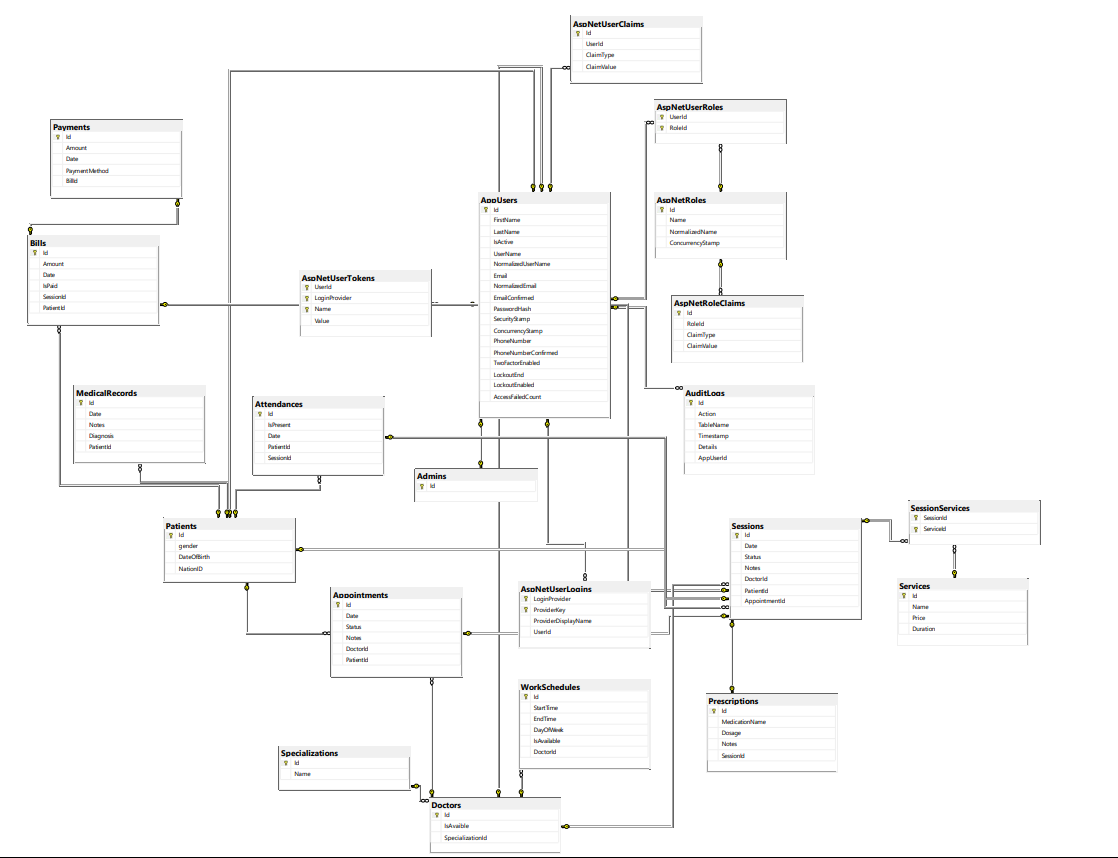 AspNetUserClaims
Id
UserId
ClaimType
ClaimValue
AspNetUserRoles
UserId
RoleId
Payments
Id
Amount
Date
PaymentMethod
BillId
AppUsers
Id
FirstName
LastName
IsActive
UserName
NormalizedUserName
Email
NormalizedEmail
EmailConfirmed
PasswordHash
SecurityStamp
ConcurrencyStamp
PhoneNumber
PhoneNumberConfirmed
TwoFactorEnabled
LockoutEnd
LockoutEnabled
AccessFailedCount
AspNetRoles
Id
Name
NormalizedName
ConcurrencyStamp
Bills
Id
Amount
Date
IsPaid
SessionId
PatientId
AspNetUserTokens
UserId
LoginProvider
Name
Value
AspNetRoleClaims
Id
RoleId
ClaimType
ClaimValue
MedicalRecords
Id
Date
Notes
Diagnosis
PatientId
Attendances
Id
IsPresent
Date
PatientId
SessionId
AuditLogs
Id
Action
TableName
Timestamp
Details
AppUserId
Admins
Id
Patients
Id
gender
DateOfBirth
NationID
Sessions
Id
Date
Status
Notes
DoctorId
PatientId
AppointmentId
SessionServices
SessionId
ServiceId
Appointments
Id
Date
Status
Notes
DoctorId
PatientId
AspNetUserLogins
LoginProvider
ProviderKey
ProviderDisplayName
UserId
Services
Id
Name
Price
Duration
WorkSchedules
Id
StartTime
EndTime
DayOfWeek
IsAvailable
DoctorId
Prescriptions
Id
MedicationName
Dosage
Notes
SessionId
Specializations
Id
Name
Doctors
Id
IsAvaible
SpecializationId